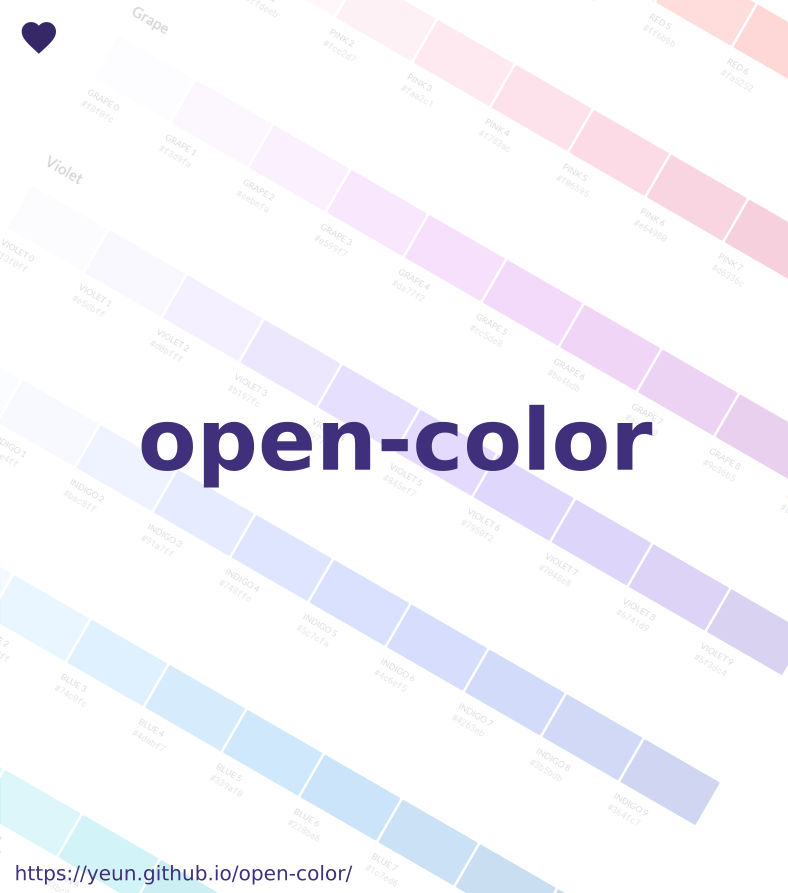 Grape
#ffdeeb
PINK 2
#fcc2d7
PINK 3
#faa2c1
PINK 4
#f783ac
PINK 5
#f06595
PINK 6
#e64980
PINK 7
#d6336c
RED 5
#ff6b6b
RED 6
#fa5252
GRAPE 0
#f8f0fc
GRAPE 1
#f3d9fa
GRAPE 2
#eebefa
GRAPE 3
#e599f7
GRAPE 4
#da77f2
GRAPE 5
#cc5de8
GRAPE 6
#be4bdb
GRAPE 7
GRAPE 8
#9c36b5
Violet
VIOLET 0
VIOLET 1
#e5dbff
VIOLET 2
#d0bfff
VIOLET 3
#b197fc
open-color
VIOLET 5
#845ef7
VIOLET 6
#7950f2
VIOLET 7
#7048e8
VIOLET 8
#6741d9
VIOLET 9
#5f3dc4
INDIGO 2
#bac8ff
INDIGO 3
#91a7ff
INDIGO 4
#748ffc
INDIGO 5
#5c7cfa
INDIGO 6
#4c6ef5
INDIGO 7
#4263eb
INDIGO 8
#3b5bdb
INDIGO 9
#364fc7
BLUE 3
#74c0fc
BLUE 4
#4dabf7
BLUE 5
#339af0
BLUE 6
#228be6
BLUE 7
#1c7ed6
https://yeun.github.io/open-color/